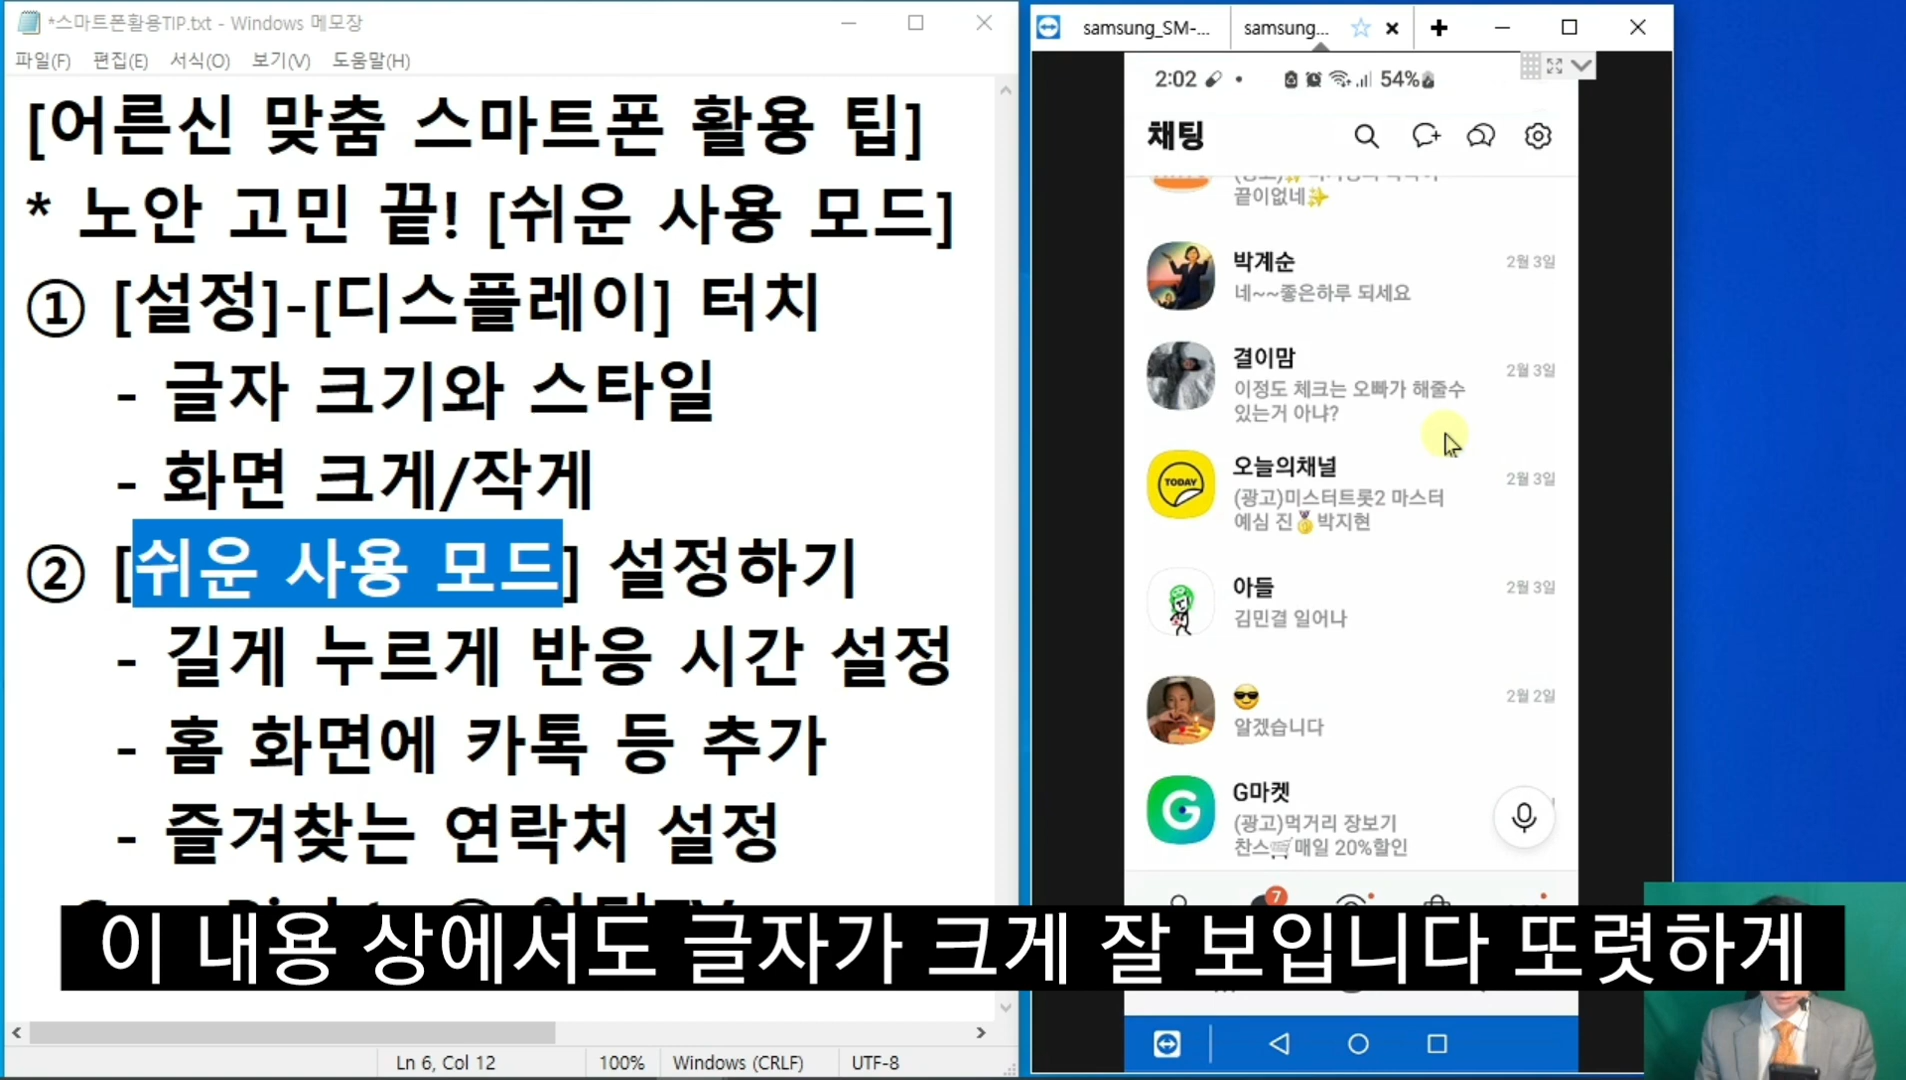 *스마트폰활용TIP.txt - Windows 메모장
파일(F) 편집(E) 서식(O) 보기(V) 도움말(H)
[어른신 맞춤 스마트폰 활용 팁]
* 노안 고민 끝! [쉬운 사용 모드]
① [설정]-[디스플레이] 터치
- 글자 크기와 스타일
- 화면 크게/작게
② [쉬운 사용 모드] 설정하기
- 길게 누르게 반응 시간 설정
- 홈 화면에 카톡 등 추가
- 즐겨찾는 연락처 설정
Ln 6, Col 12 100% Windows (CRLF) UTF-8
samsung_SM-... samsung...
2:02 54%
채팅
끝이없네✨
박계순 2월 3일
네~~좋은하루 되세요
결이맘 2월 3일
이정도 체크는 오빠가 해줄수
있는거 아냐?
TODAY
오늘의채널 2월 3일
(광고)미스터트롯2 마스터
예심 진🥇박지현
아들 2월 3일
김민결 일어나
😎 2월 2일
알겠습니다
G
G마켓
(광고)먹거리 장보기
찬스🛒매일 20%할인
7
이 내용 상에서도 글자가 크게 잘 보입니다 또렷하게